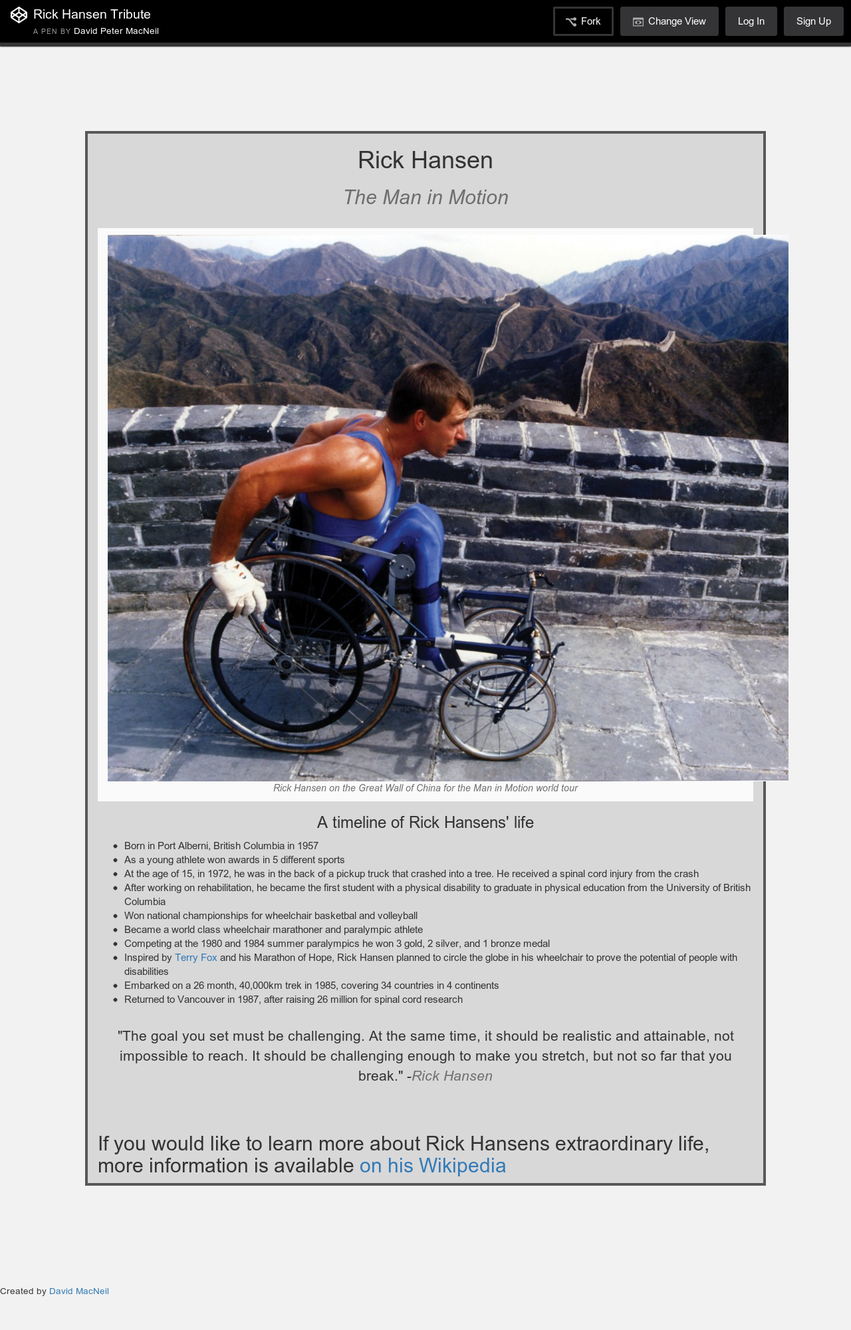 Rick Hansen Tribute
A PEN BY David Peter MacNeil
Fork
Change View
Log In
Sign Up
Rick Hansen
The Man in Motion
Rick Hansen on the Great Wall of China for the Man in Motion world tour
A timeline of Rick Hansens' life
Born in Port Alberni, British Columbia in 1957
As a young athlete won awards in 5 different sports
At the age of 15, in 1972, he was in the back of a pickup truck that crashed into a tree. He received a spinal cord injury from the crash
After working on rehabilitation, he became the first student with a physical disability to graduate in physical education from the University of British
Columbia
Won national championships for wheelchair basketbal and volleyball
Became a world class wheelchair marathoner and paralympic athlete
Competing at the 1980 and 1984 summer paralympics he won 3 gold, 2 silver, and 1 bronze medal
Inspired by Terry Fox and his Marathon of Hope, Rick Hansen planned to circle the globe in his wheelchair to prove the potential of people with
disabilities
Embarked on a 26 month, 40,000km trek in 1985, covering 34 countries in 4 continents
Returned to Vancouver in 1987, after raising 26 million for spinal cord research
"The goal you set must be challenging. At the same time, it should be realistic and attainable, not
impossible to reach. It should be challenging enough to make you stretch, but not so far that you
break." -Rick Hansen
If you would like to learn more about Rick Hansens extraordinary life,
more information is available on his Wikipedia
Created by David MacNeil